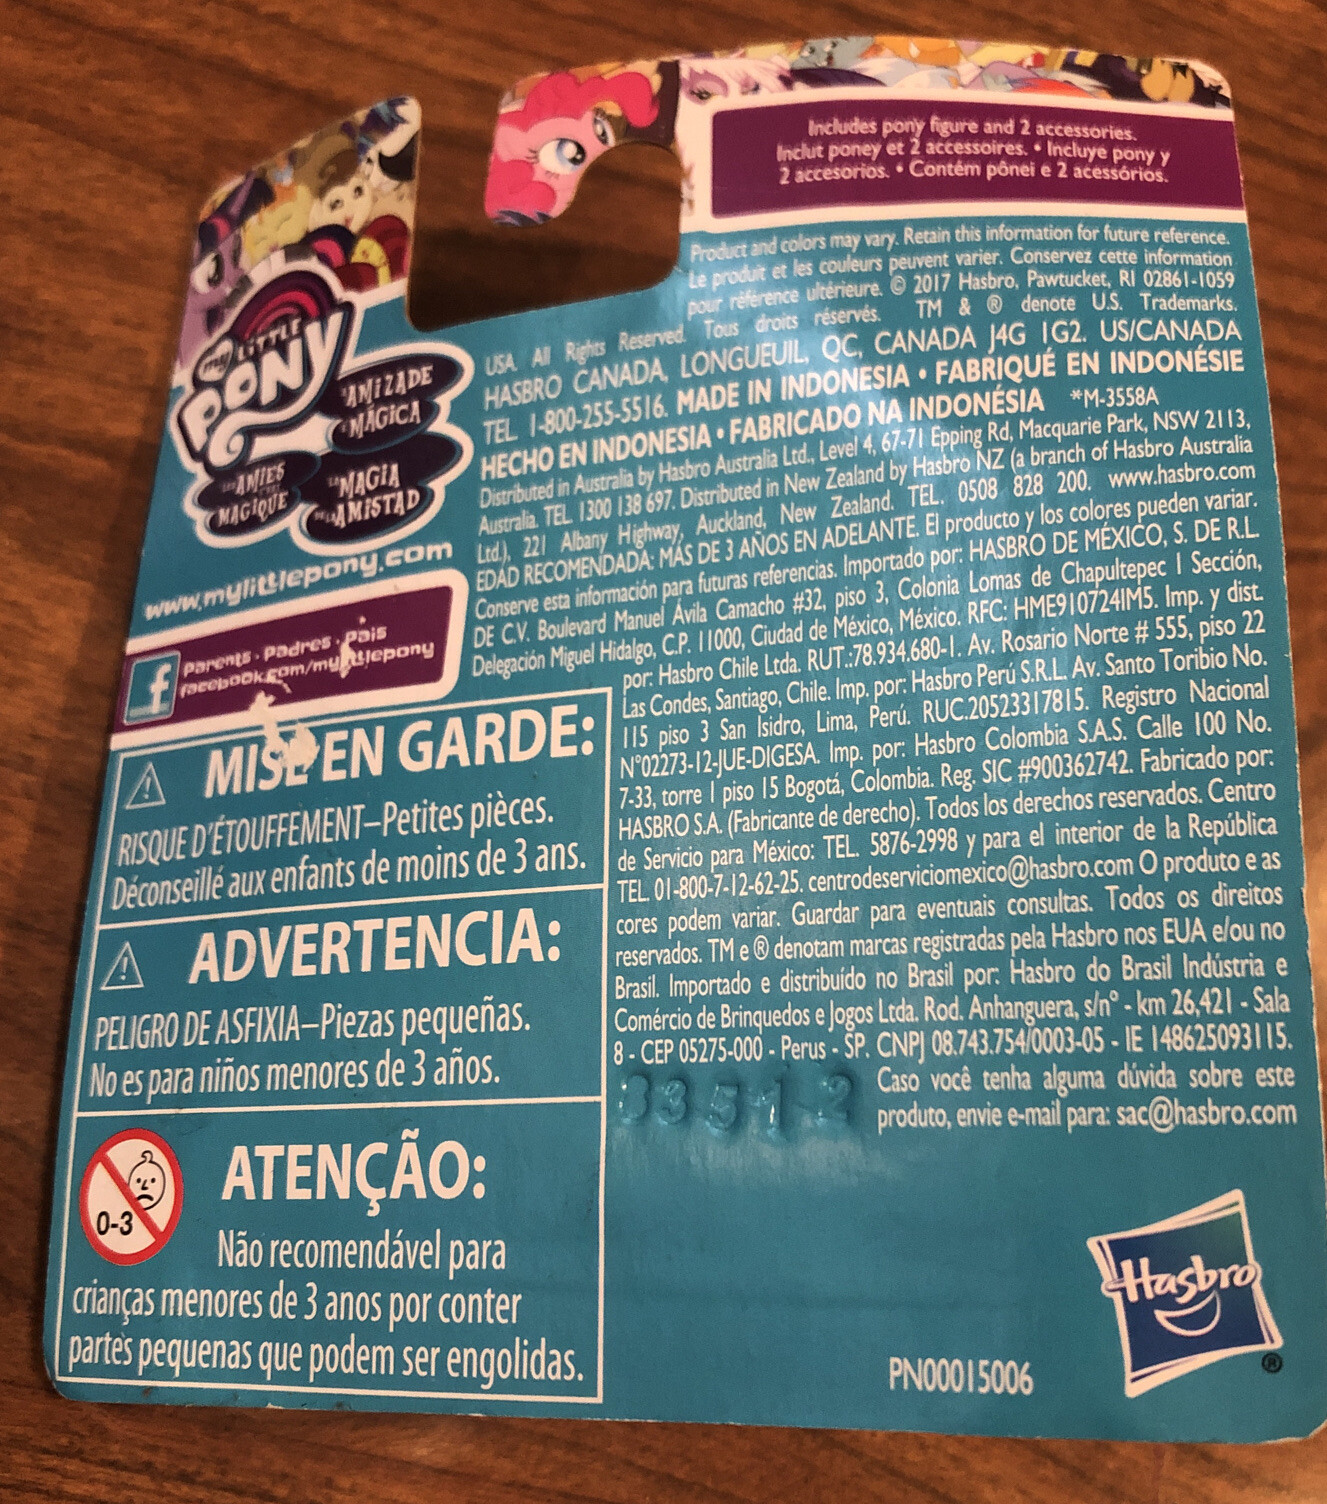 Includes pony figure and 2 accessories.
Inclut poney et 2 accessoires. • Incluye pony y
2 accesorios. • Contém pônei e 2 acessórios.
Product and colors may vary. Retain this information for future reference.
Le produit et les couleurs peuvent varier. Conservez cette information
pour référence ultérieure. © 2017 Hasbro, Pawtucket, RI 02861-1059
USA. All Rights Reserved. Tous droits réservés. TM & ® denote U.S. Trademarks.
HASBRO CANADA, LONGUEUIL, QC, CANADA J4G 1G2. US/CANADA
TEL. 1-800-255-5516. MADE IN INDONESIA • FABRIQUÉ EN INDONÉSIE
HECHO EN INDONESIA • FABRICADO NA INDONÉSIA *M-3558A
Distributed in Australia by Hasbro Australia Ltd., Level 4, 67-71 Epping Rd, Macquarie Park, NSW 2113,
Australia. TEL. 1300 138 697. Distributed in New Zealand by Hasbro NZ (a branch of Hasbro Australia
Ltd.), 221 Albany Highway, Auckland, New Zealand. TEL. 0508 828 200. www.hasbro.com
EDAD RECOMENDADA: MÁS DE 3 AÑOS EN ADELANTE. El producto y los colores pueden variar.
Conserve esta información para futuras referencias. Importado por: HASBRO DE MÉXICO, S. DE R.L.
DE C.V. Boulevard Manuel Ávila Camacho #32, piso 3, Colonia Lomas de Chapultepec I Sección,
Delegación Miguel Hidalgo, C.P. 11000, Ciudad de México, México. RFC: HME910724IM5. Imp. y dist.
por: Hasbro Chile Ltda. RUT.:78.934.680-1. Av. Rosario Norte # 555, piso 22
Las Condes, Santiago, Chile. Imp. por: Hasbro Perú S.R.L. Av. Santo Toribio No.
115 piso 3 San Isidro, Lima, Perú. RUC.20523317815. Registro Nacional
N°02273-12-JUE-DIGESA. Imp. por: Hasbro Colombia S.A.S. Calle 100 No.
7-33, torre 1 piso 15 Bogotá, Colombia. Reg. SIC #900362742. Fabricado por:
HASBRO S.A. (Fabricante de derecho). Todos los derechos reservados. Centro
de Servicio para México: TEL. 5876-2998 y para el interior de la República
TEL. 01-800-7-12-62-25. centrodeserviciomexico@hasbro.com O produto e as
cores podem variar. Guardar para eventuais consultas. Todos os direitos
reservados. TM e ® denotam marcas registradas pela Hasbro nos EUA e/ou no
Brasil. Importado e distribuído no Brasil por: Hasbro do Brasil Indústria e
Comércio de Brinquedos e Jogos Ltda. Rod. Anhanguera, s/n° - km 26,421 - Sala
8 - CEP 05275-000 - Perus - SP. CNPJ 08.743.754/0003-05 - IE 148625093115.
Caso você tenha alguma dúvida sobre este
produto, envie e-mail para: sac@hasbro.com
33512
my LITTLE
PONY
AMIZADE
É MÁGICA
LES AMIES
C'EST MAGIQUE
LA MAGIA
DE LA AMISTAD
www.mylittlepony.com
f
Parents • Padres • Pais
facebook.com/mylittlepony
MISE EN GARDE:
RISQUE D'ÉTOUFFEMENT–Petites pièces.
Déconseillé aux enfants de moins de 3 ans.
ADVERTENCIA:
PELIGRO DE ASFIXIA–Piezas pequeñas.
No es para niños menores de 3 años.
0-3
ATENÇÃO:
Não recomendável para
crianças menores de 3 anos por conter
partes pequenas que podem ser engolidas.
PN00015006
Hasbro
®